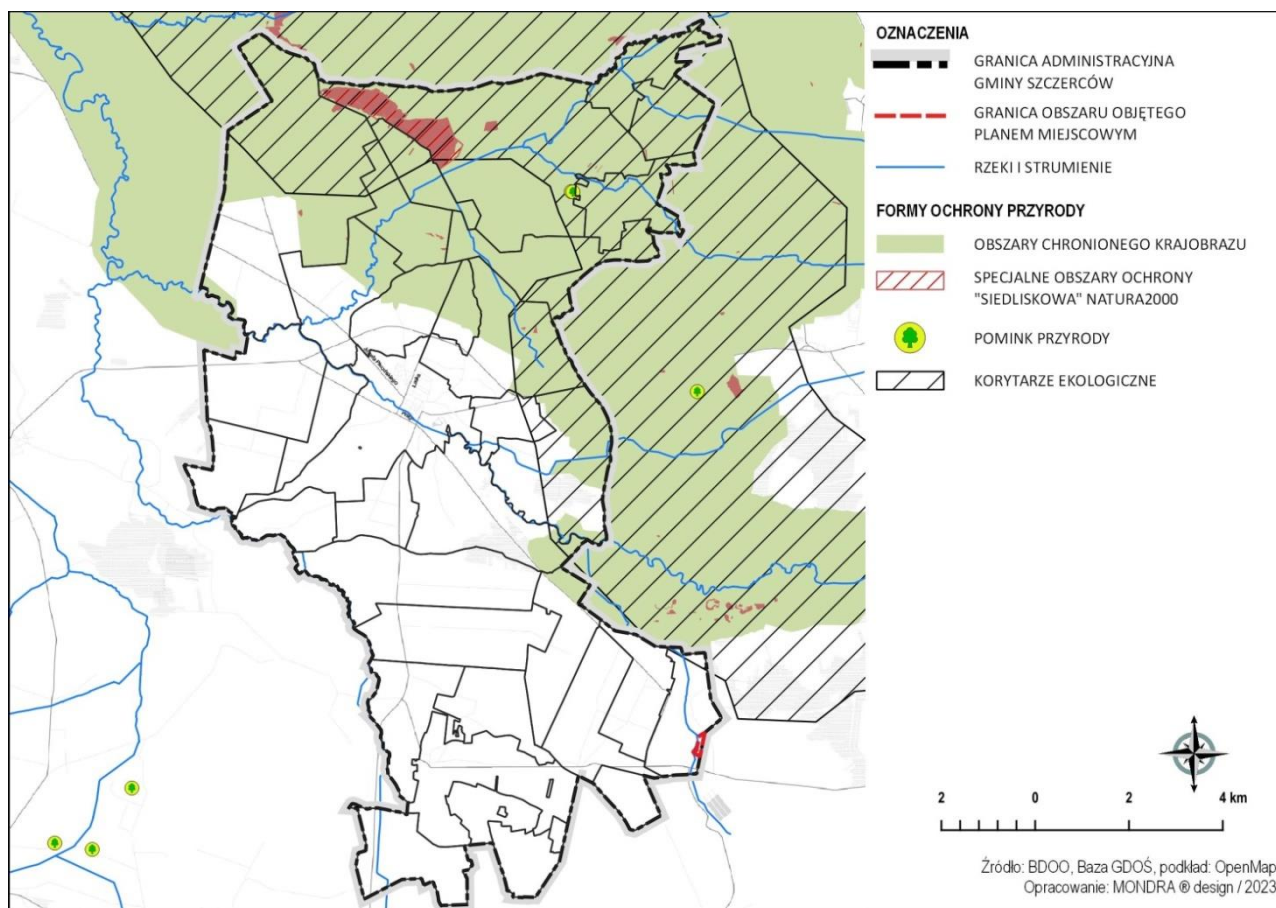 OZNACZENIA
GRANICA ADMINISTRACYJNA
GMINY SZCZERCÓW
GRANICA OBSZARU OBJĘTEGO
PLANEM MIEJSCOWYM
RZEKI I STRUMIENIE
FORMY OCHRONY PRZYRODY
OBSZARY CHRONIONEGO KRAJOBRAZU
SPECJALNE OBSZARY OCHRONY
"SIEDLISKOWA" NATURA2000
POMINK PRZYRODY
KORYTARZE EKOLOGICZNE
2 0 2 4 km
Źródło: BDOO, Baza GDOŚ, podkład: OpenMap
Opracowanie: MONDRA ® design / 2023